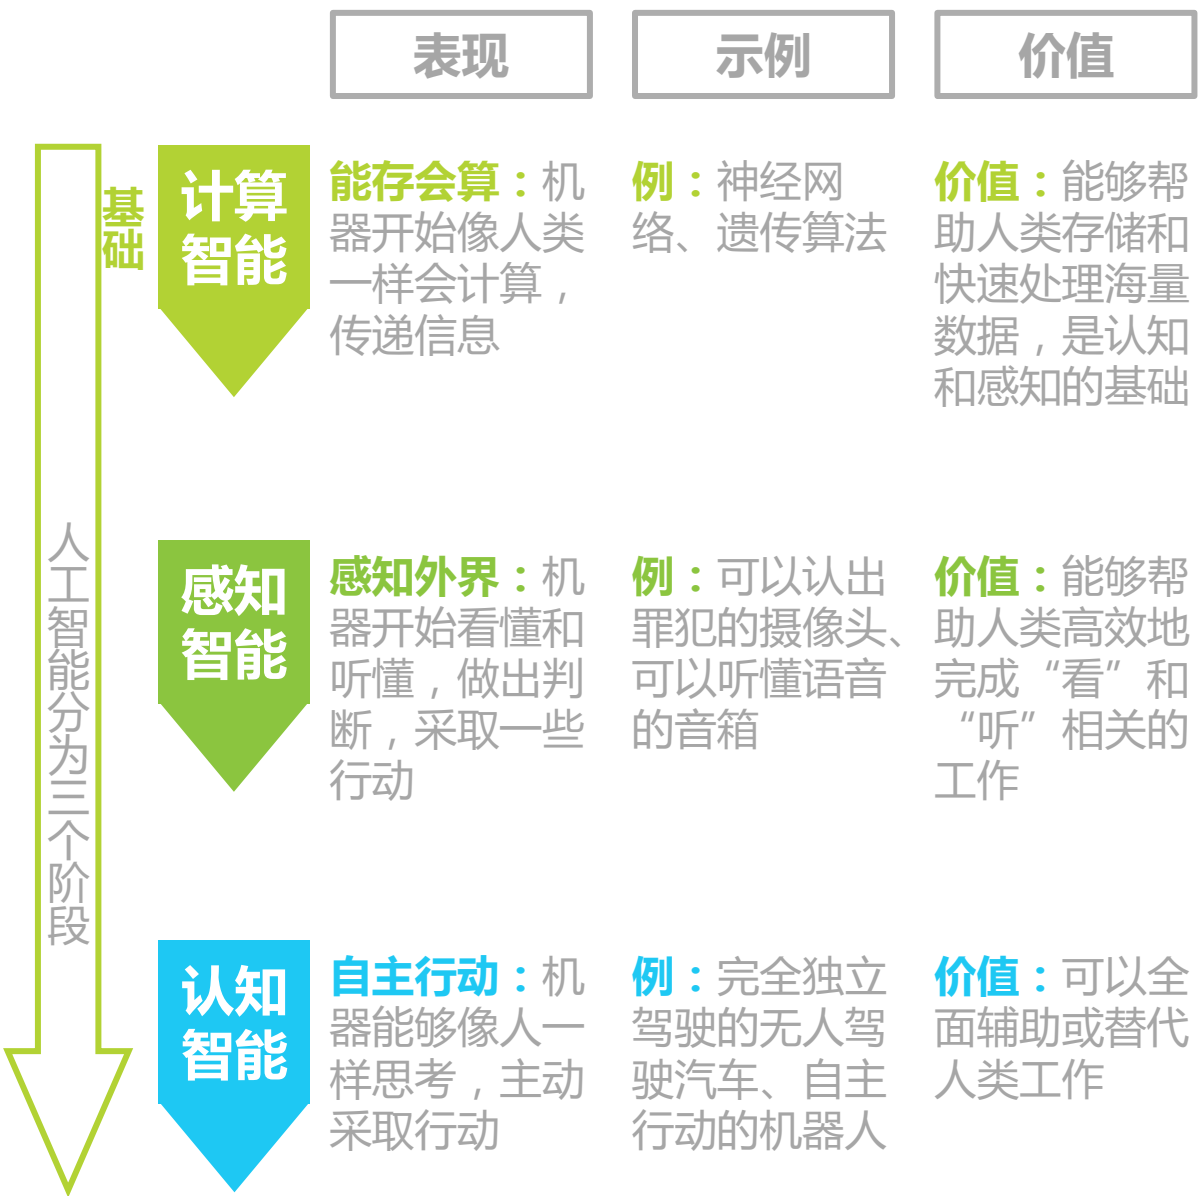 表现
示例
价值
人工智能分为三个阶段
基础
计算
智能
能存会算：机
器开始像人类
一样会计算，
传递信息
例：神经网
络、遗传算法
价值：能够帮
助人类存储和
快速处理海量
数据，是认知
和感知的基础
感知
智能
感知外界：机
器开始看懂和
听懂，做出判
断，采取一些
行动
例：可以认出
罪犯的摄像头、
可以听懂语音
的音箱
价值：能够帮
助人类高效地
完成“看”和
“听”相关的
工作
认知
智能
自主行动：机
器能够像人一
样思考，主动
采取行动
例：完全独立
驾驶的无人驾
驶汽车、自主
行动的机器人
价值：可以全
面辅助或替代
人类工作